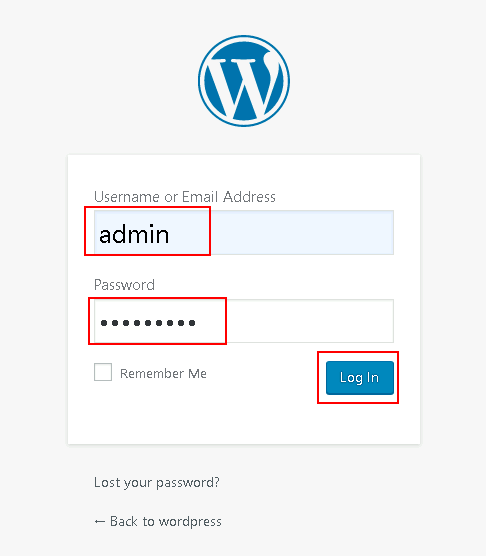 Username or Email Address
admin
Password
•••••••••
Remember Me
Log In
Lost your password?
← Back to wordpress